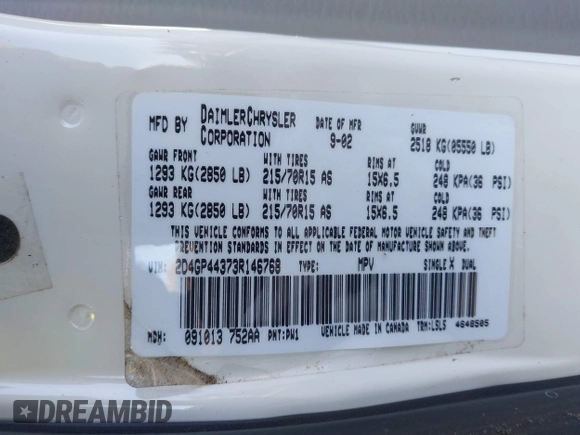 MFD BY DAIMLERCHRYSLER CORPORATION DATE OF MFR 9-02 GVWR 2518 KG(05550 LB)
GAWR FRONT WITH TIRES RIMS AT COLD
1293 KG(2850 LB) 215/70R15 AS 15X6.5 248 KPA(36 PSI)
GAWR REAR WITH TIRES RIMS AT COLD
1293 KG(2850 LB) 215/70R15 AS 15X6.5 248 KPA(36 PSI)
THIS VEHICLE CONFORMS TO ALL APPLICABLE FEDERAL MOTOR VEHICLE SAFETY AND THEFT
PREVENTION STANDARDS IN EFFECT ON THE DATE OF MANUFACTURE SHOWN ABOVE.
VIN: 2D4GP44373R146768 TYPE: MPV SINGLE X DUAL
MDH: 091013 752AA PNT:PW1 VEHICLE MADE IN CANADA TRM:LSL5 4648505
DREAMBID